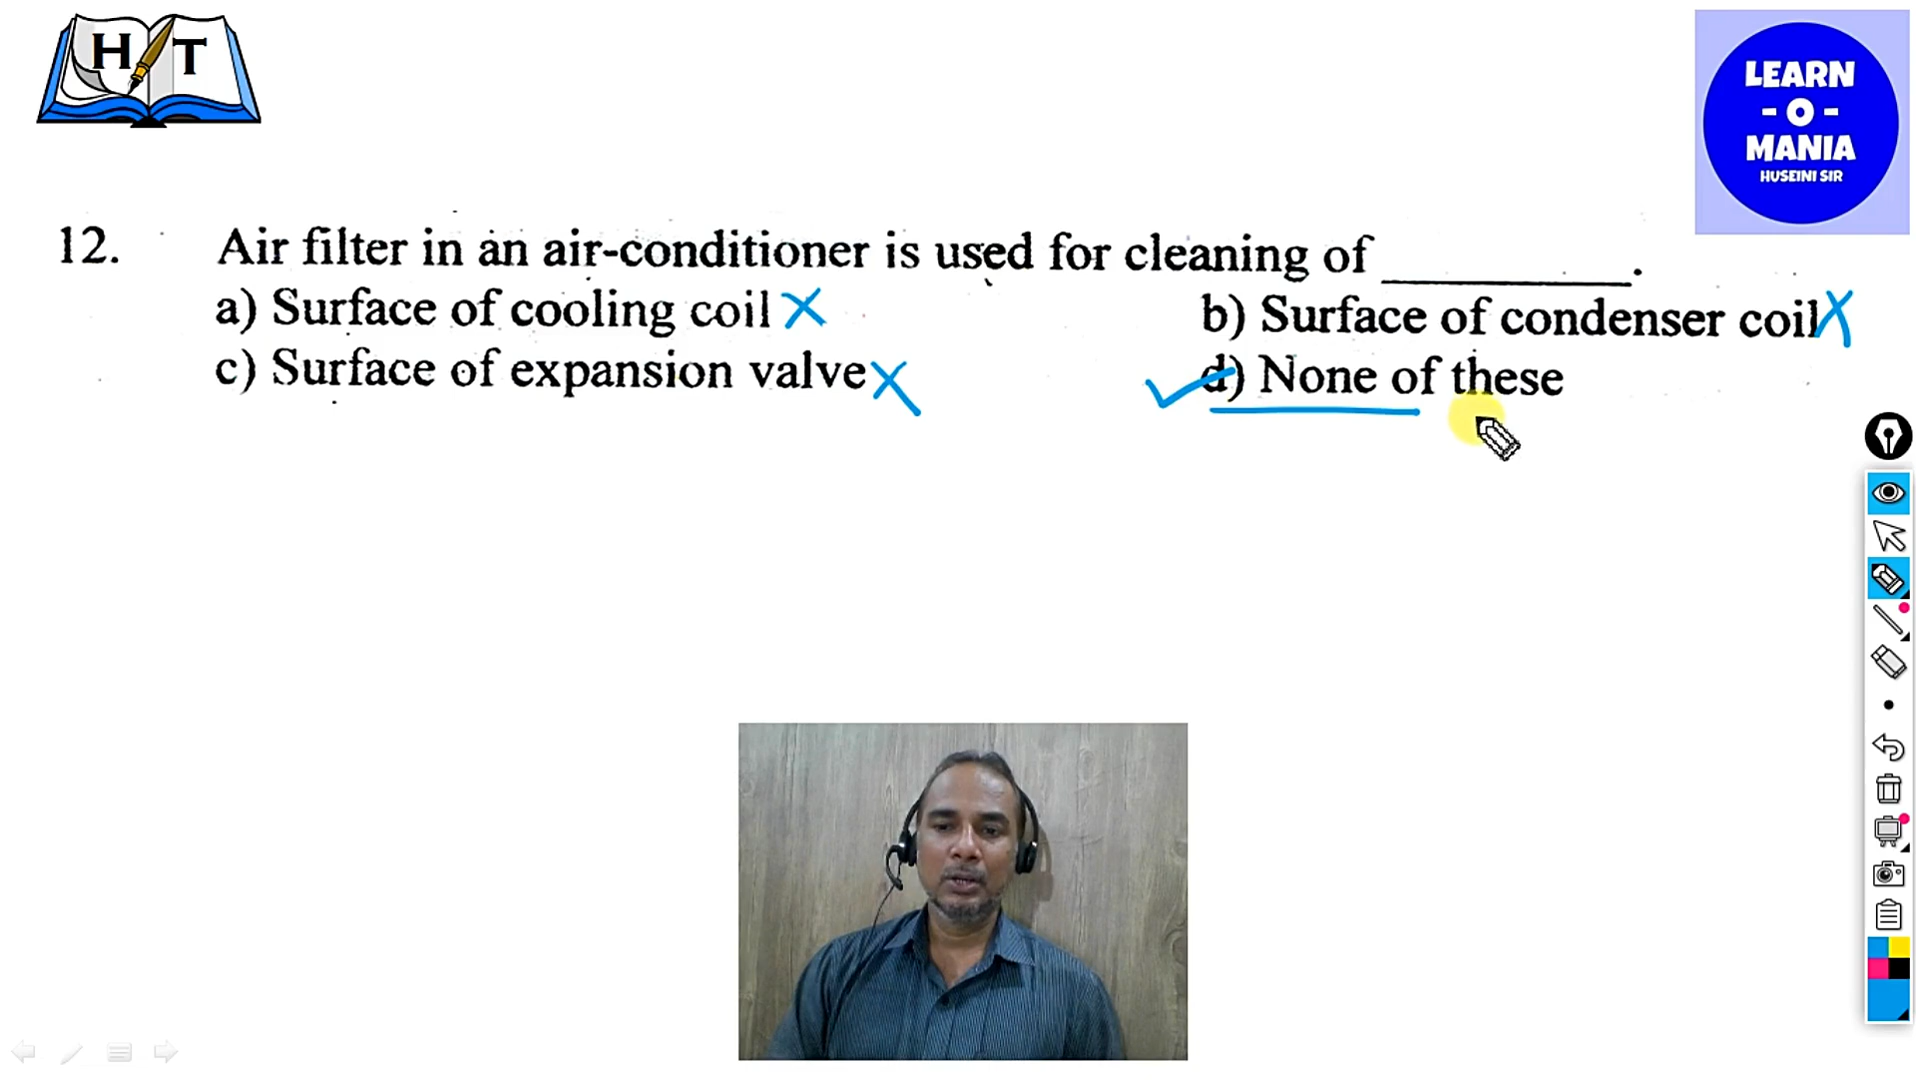 H T
LEARN
- O -
MANIA
HUSEINI SIR
12. Air filter in an air-conditioner is used for cleaning of __________.
a) Surface of cooling coil X b) Surface of condenser coil X
c) Surface of expansion valve X ✓ d) None of these